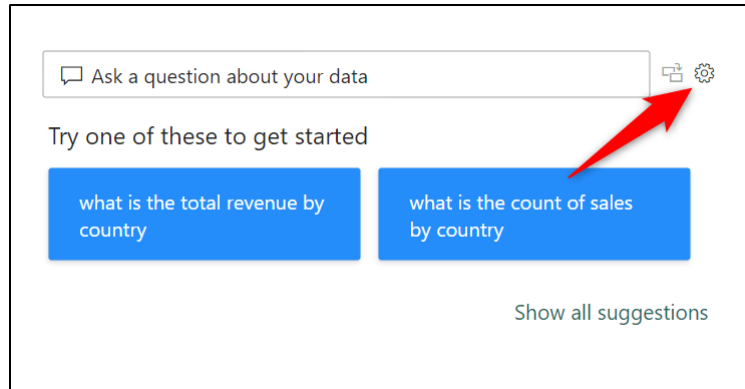 Ask a question about your data
Try one of these to get started
what is the total revenue by
country
what is the count of sales
by country
Show all suggestions